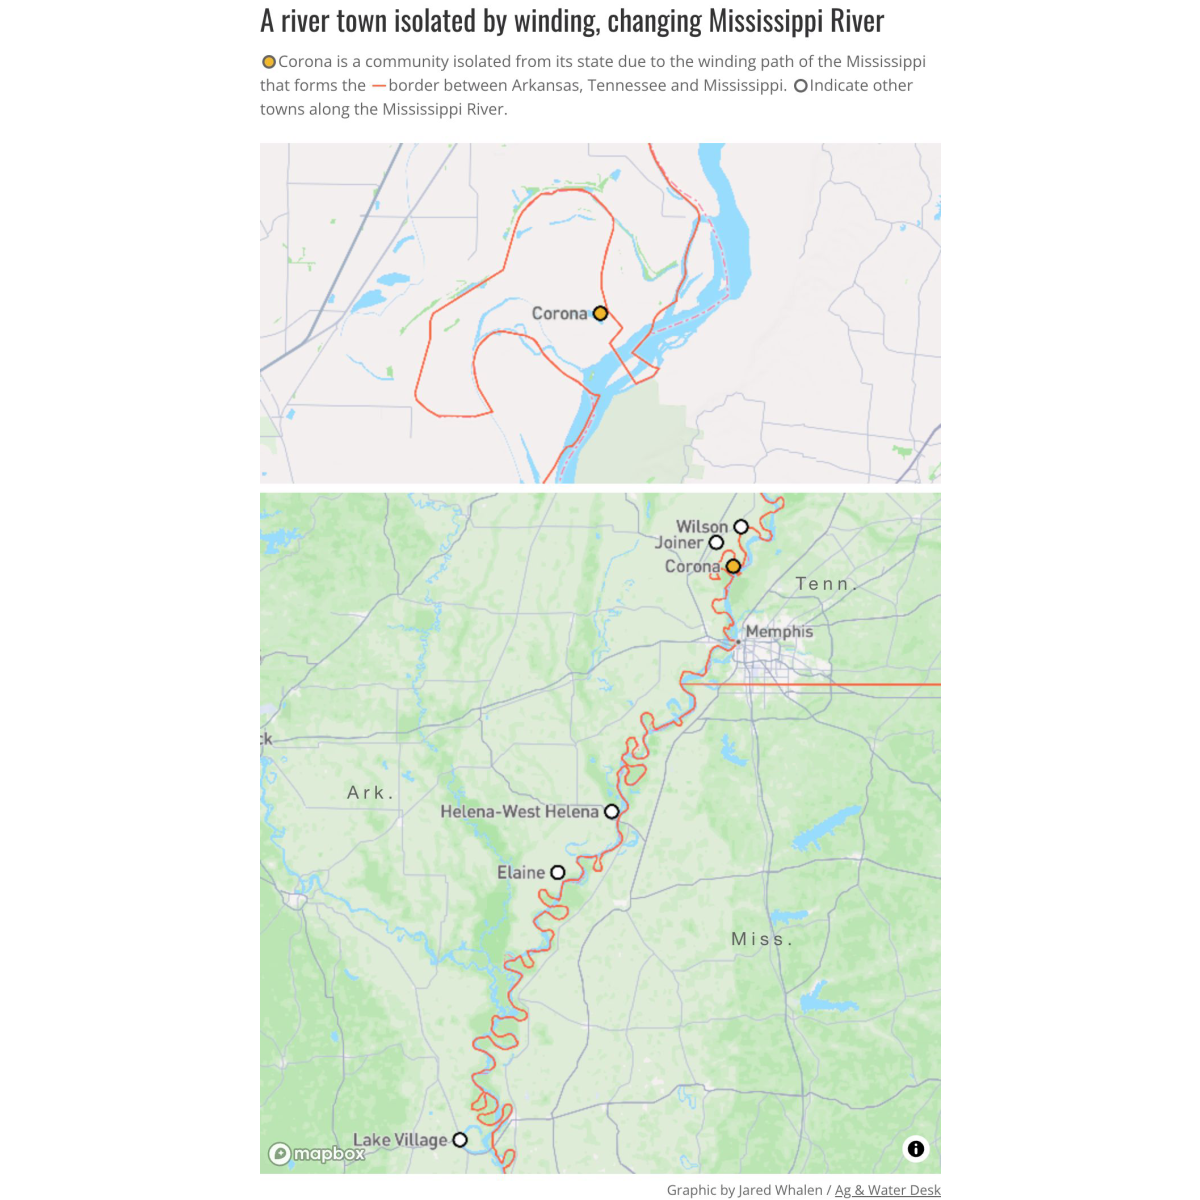 A river town isolated by winding, changing Mississippi River
Corona is a community isolated from its state due to the winding path of the Mississippi
that forms the border between Arkansas, Tennessee and Mississippi. Indicate other
towns along the Mississippi River.
Corona
Wilson
Joiner
Corona
Tenn.
Memphis
ck
Ark.
Helena-West Helena
Elaine
Miss.
Lake Village
mapbox
Graphic by Jared Whalen / Ag & Water Desk